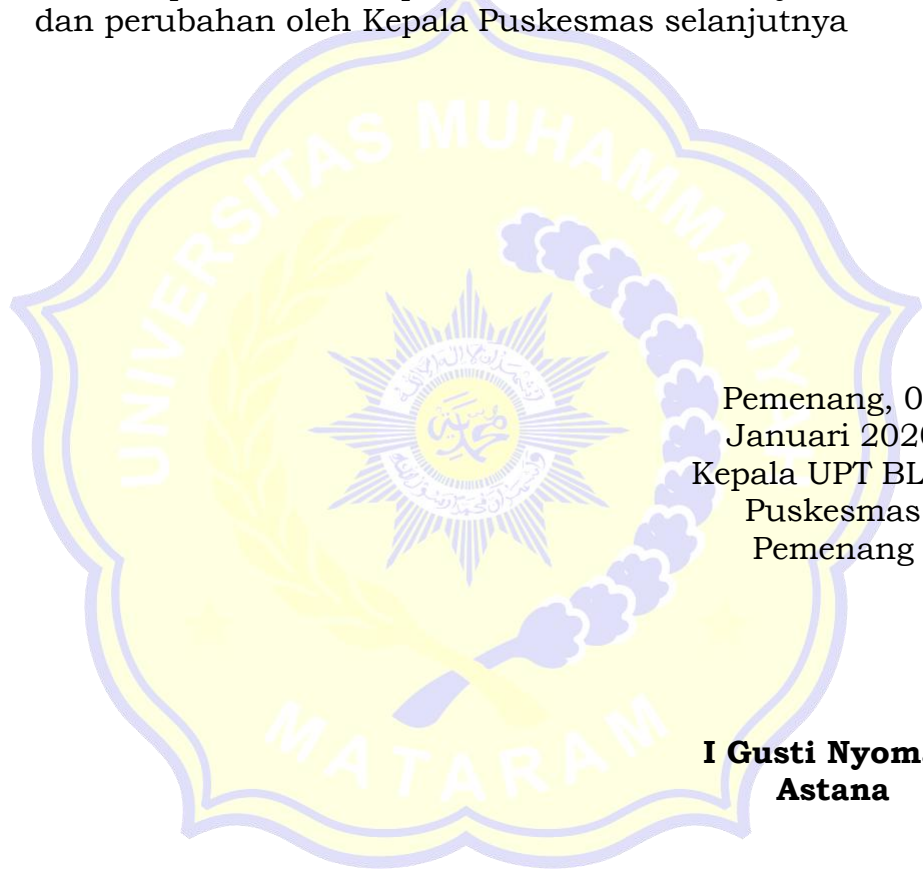 dan perubahan oleh Kepala Puskesmas selanjutnya
UNIVERSITAS MUHAMMADIYAH
MATARAM
Pemenang, 0
Januari 2020
Kepala UPT BL
Puskesmas
Pemenang
I Gusti Nyom
Astana